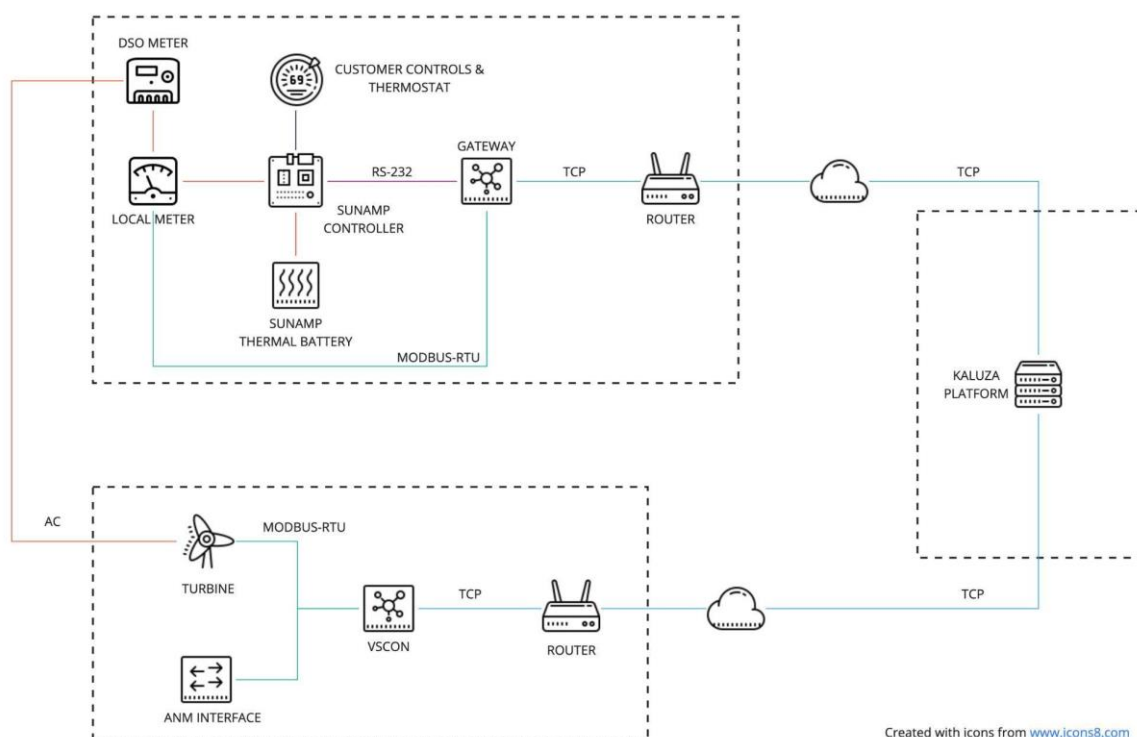 DSO METER
CUSTOMER CONTROLS &
THERMOSTAT
69
GATEWAY
RS-232
TCP
TCP
LOCAL METER
SUNAMP
CONTROLLER
ROUTER
SUNAMP
THERMAL BATTERY
MODBUS-RTU
KALUZA
PLATFORM
AC
MODBUS-RTU
TURBINE
TCP
TCP
VSCON
ROUTER
ANM INTERFACE
Created with icons from www.icons8.com